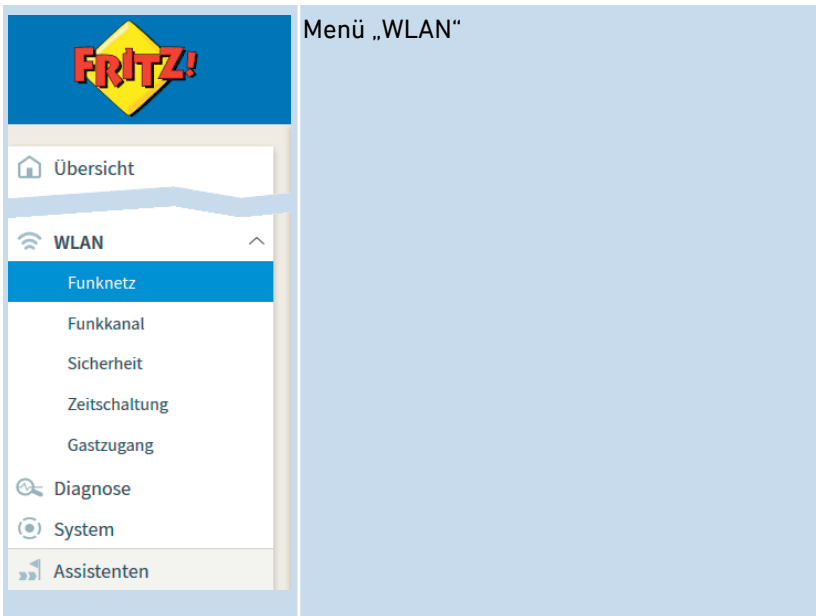 FRITZ!
Menü „WLAN“
Übersicht
WLAN
Funknetz
Funkkanal
Sicherheit
Zeitschaltung
Gastzugang
Diagnose
System
Assistenten